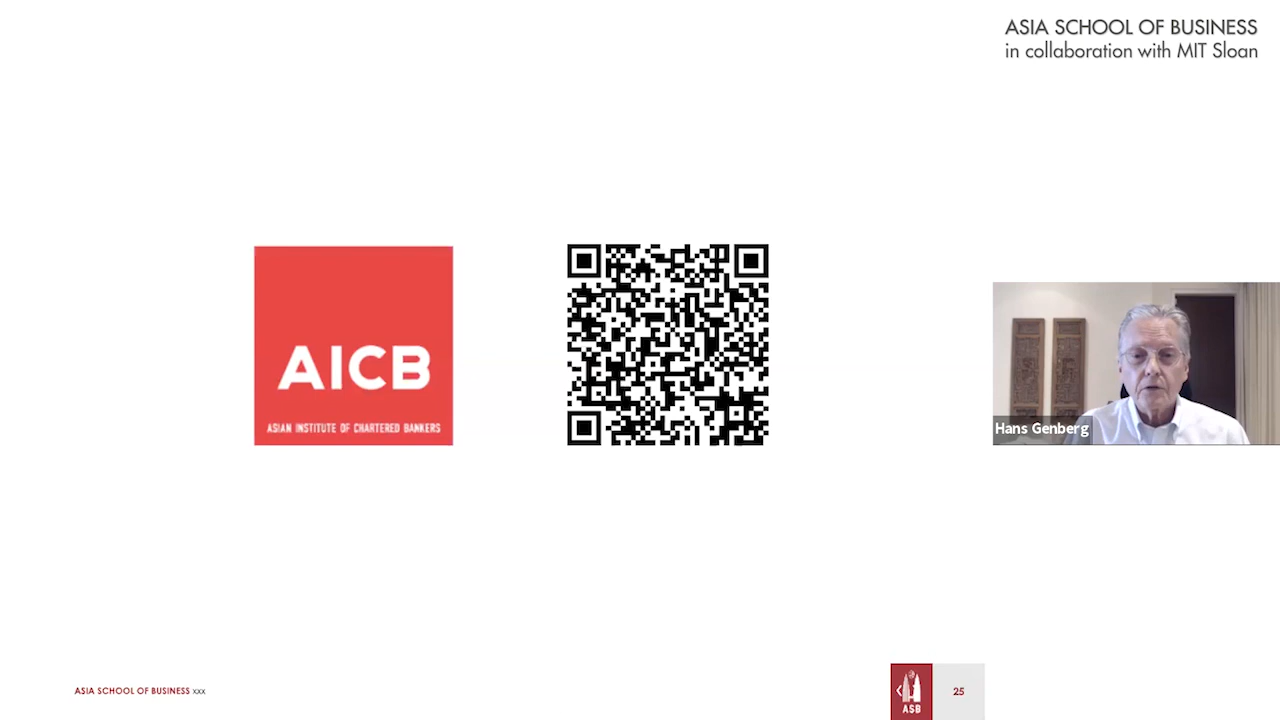 ASIA SCHOOL OF BUSINESS
in collaboration with MIT Sloan
AICB
ASIAN INSTITUTE OF CHARTERED BANKERS
Hans Genberg
ASIA SCHOOL OF BUSINESS xxx
ASB
25